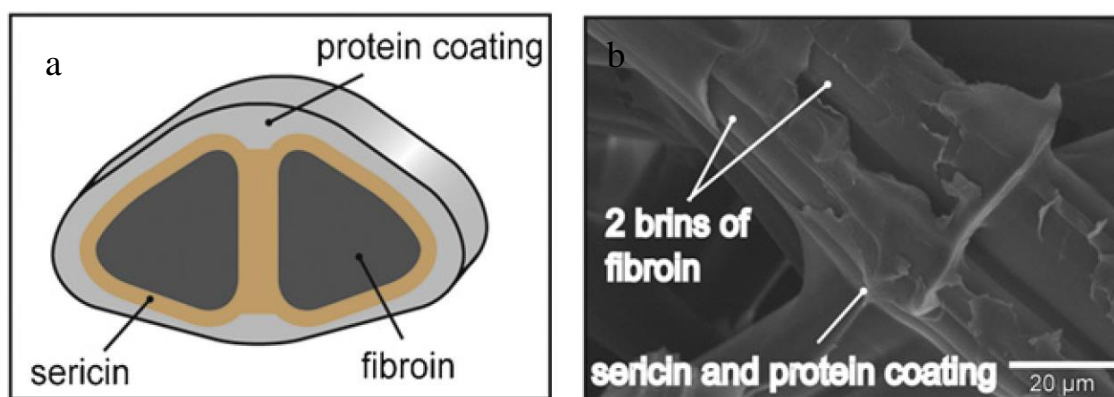 a
protein coating
sericin
fibroin
b
2 brins of
fibroin
sericin and protein coating
20 µm